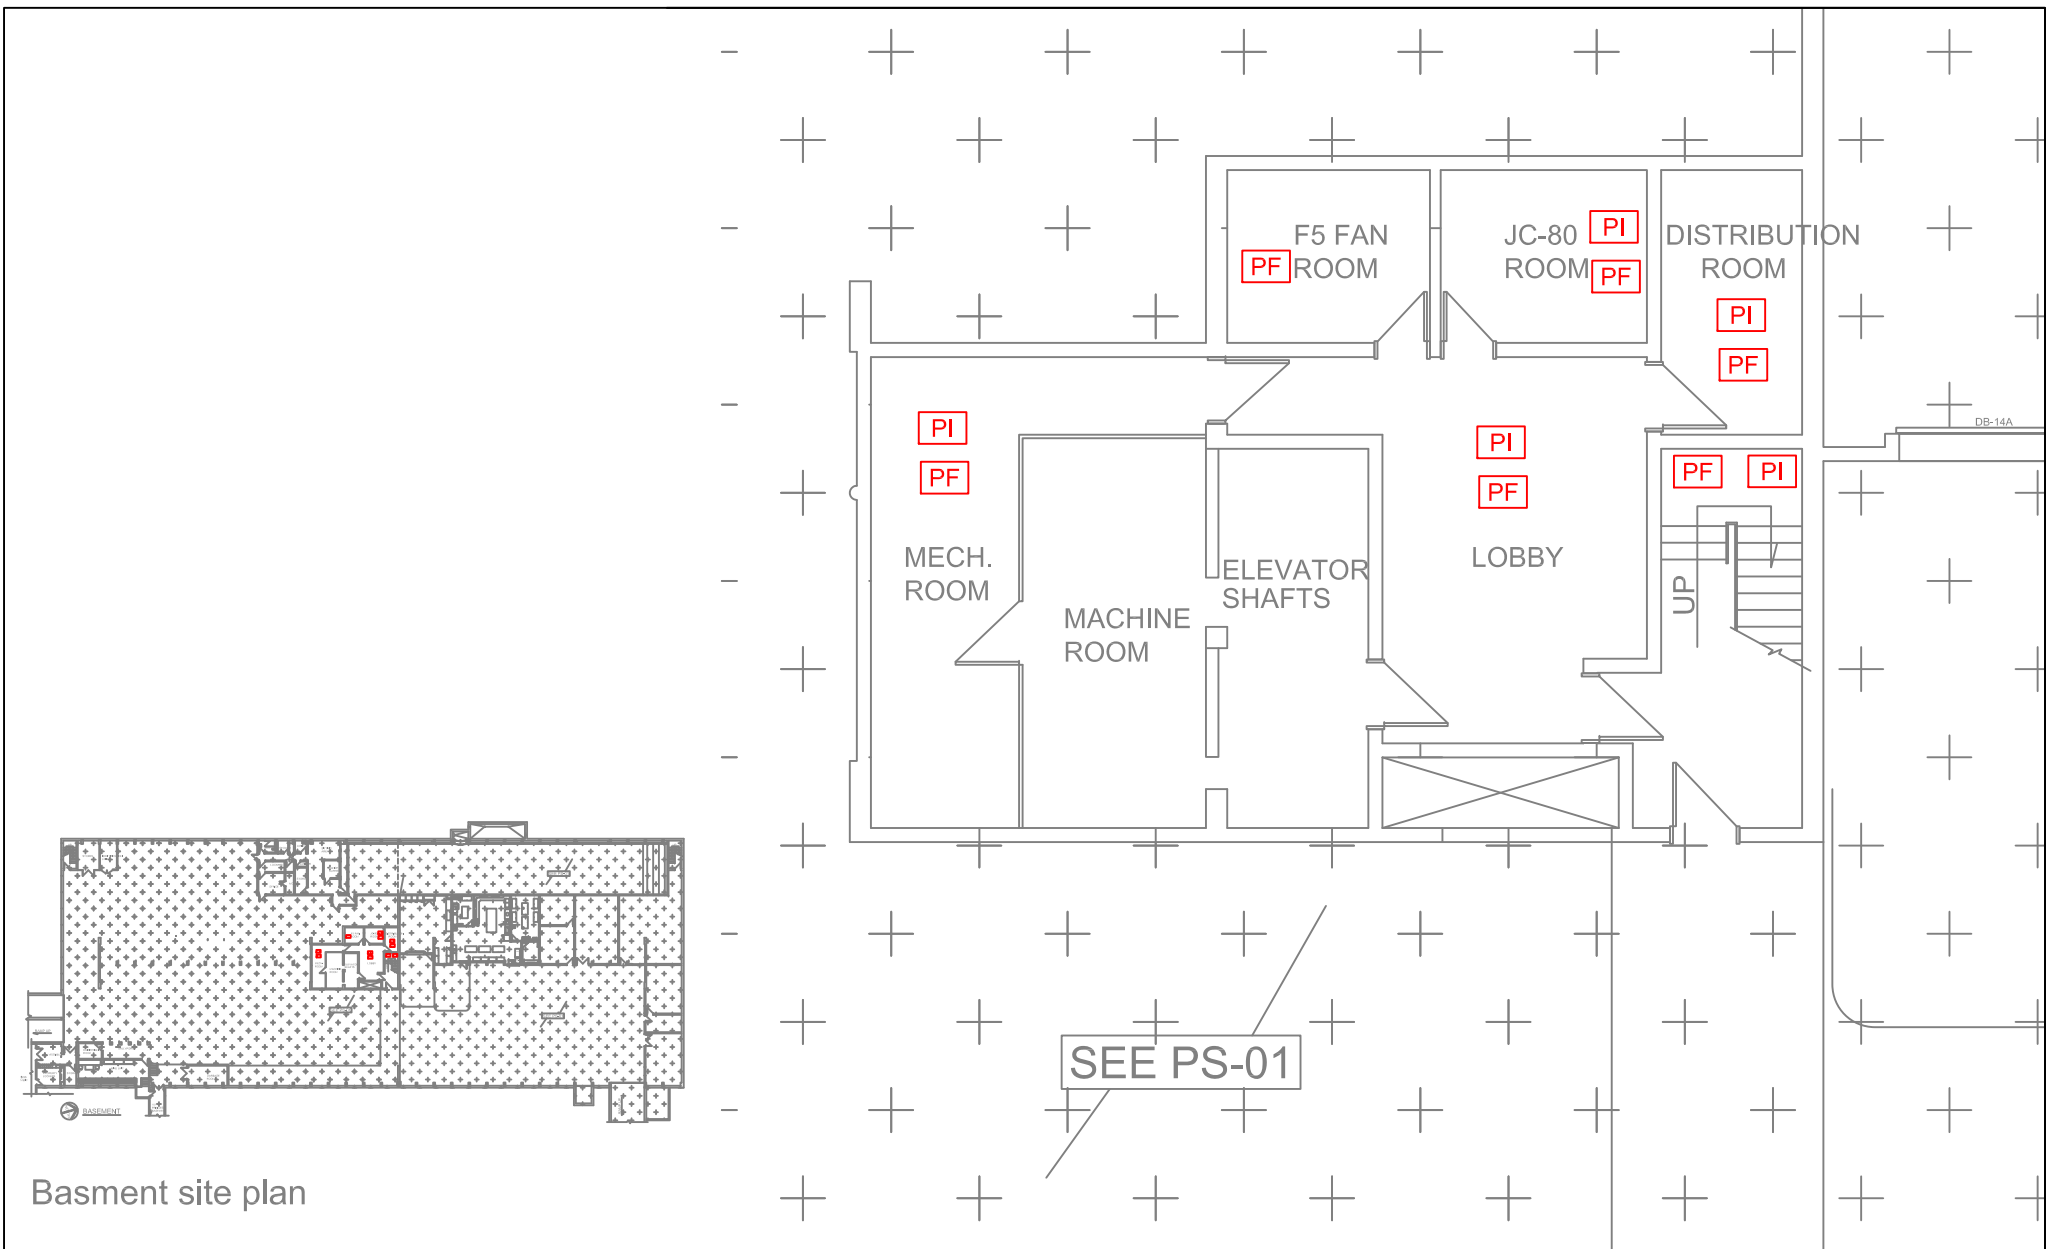 F5 FAN
ROOM
PF
JC-80
ROOM
PI
PF
DISTRIBUTION
ROOM
PI
PF
DB-14A
PI
PF
MECH.
ROOM
MACHINE
ROOM
ELEVATOR
SHAFTS
PI
PF
LOBBY
PF
PI
UP
SEE PS-01
BASEMENT
Basment site plan